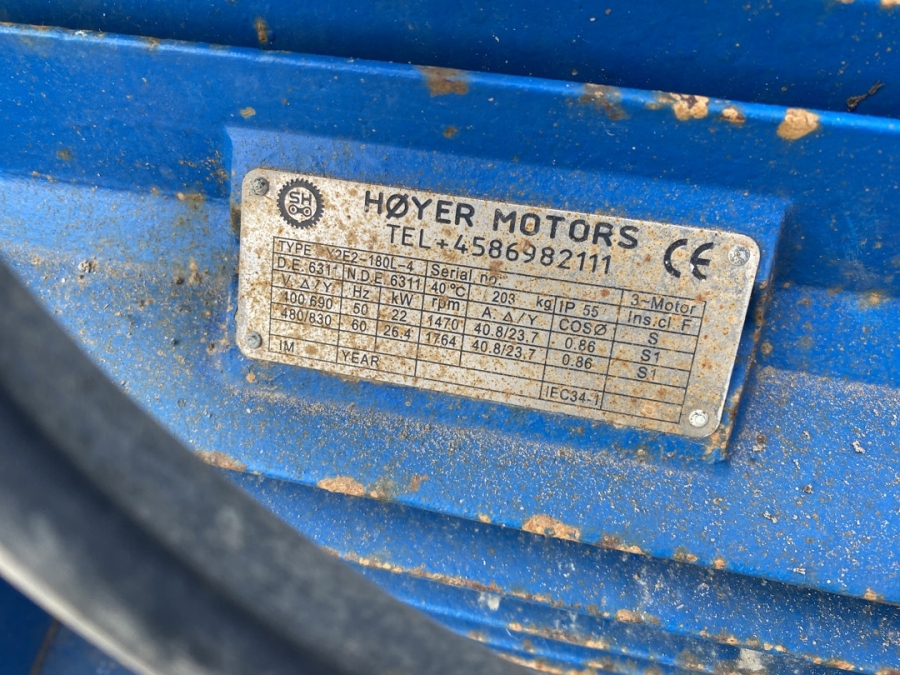 SH
HØYER MOTORS
TEL+4586982111
CE
TYPE Y2E2-180L-4 Serial no. 3~Motor
D.E.6311 N.D.E.6311 40℃ 203 kg IP 55 Ins.cl F
V △/Y Hz kW rpm A. △/Y COSØ S
400/690 50 22 1470 40.8/23.7 0.86 S1
480/830 60 26.4 1764 40.8/23.7 0.86 S1
IM YEAR IEC34-1